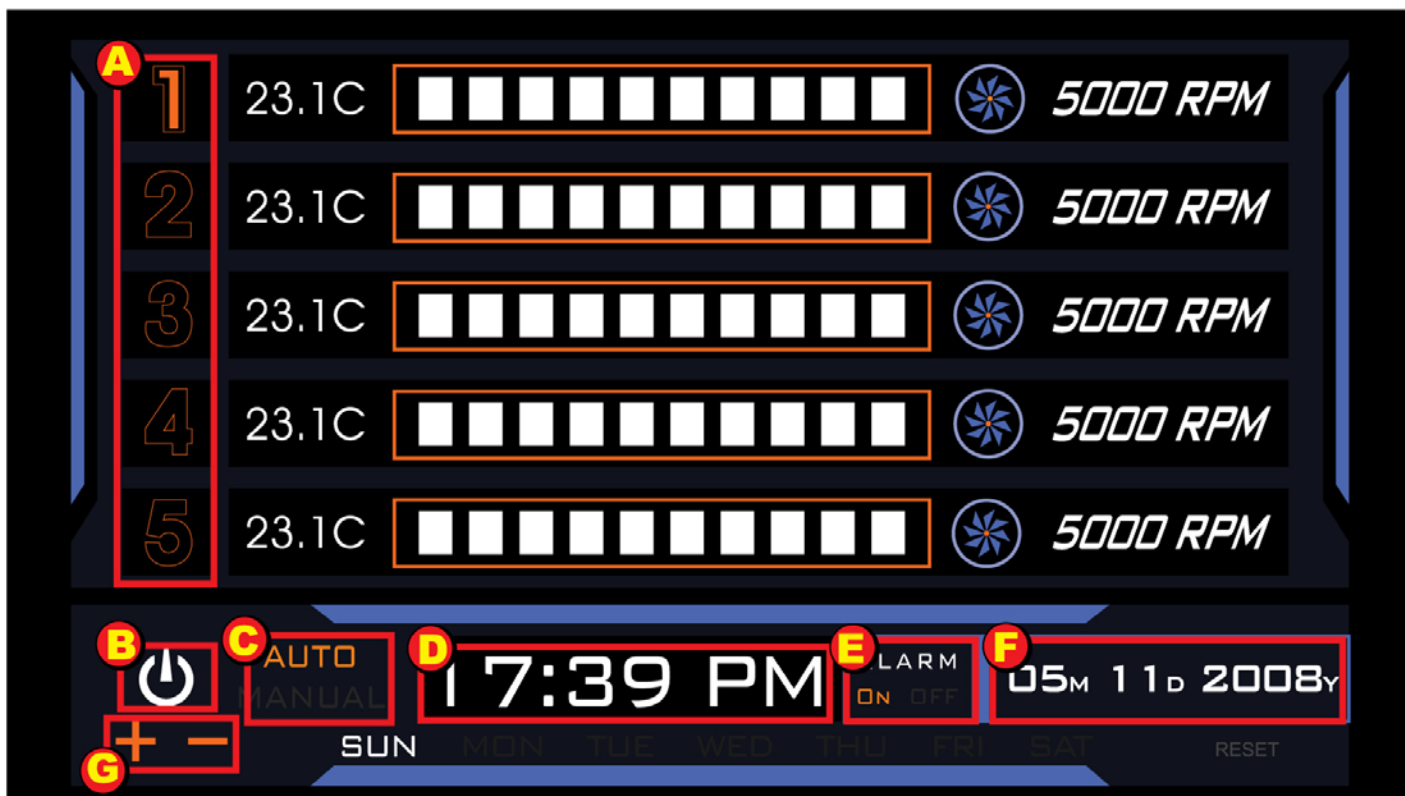 A
1 23.1C 5000 RPM
2 23.1C 5000 RPM
3 23.1C 5000 RPM
4 23.1C 5000 RPM
5 23.1C 5000 RPM
B C AUTO D 17:39 PM E ALARM F 05M 11D 2008Y
MANUAL ON OFF
G + − SUN MON TUE WED THU FRI SAT RESET